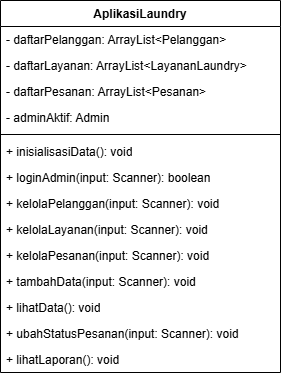 AplikasiLaundry
- daftarPelanggan: ArrayList<Pelanggan>
- daftarLayanan: ArrayList<LayananLaundry>
- daftarPesanan: ArrayList<Pesanan>
- adminAktif: Admin
+ inisialisasiData(): void
+ loginAdmin(input: Scanner): boolean
+ kelolaPelanggan(input: Scanner): void
+ kelolaLayanan(input: Scanner): void
+ kelolaPesanan(input: Scanner): void
+ tambahData(input: Scanner): void
+ lihatData(): void
+ ubahStatusPesanan(input: Scanner): void
+ lihatLaporan(): void